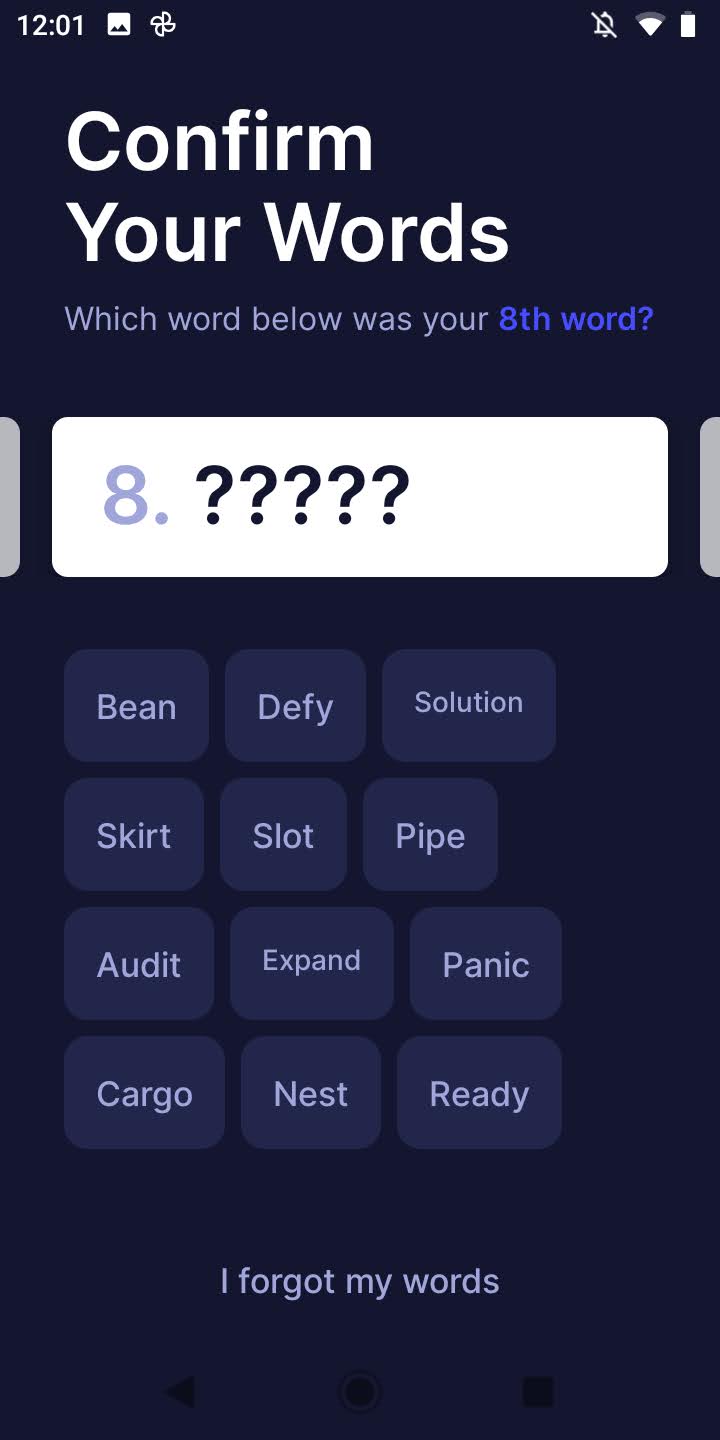 12:01
Confirm
Your Words
Which word below was your 8th word?
8. ?????
Bean Defy Solution
Skirt Slot Pipe
Audit Expand Panic
Cargo Nest Ready
I forgot my words